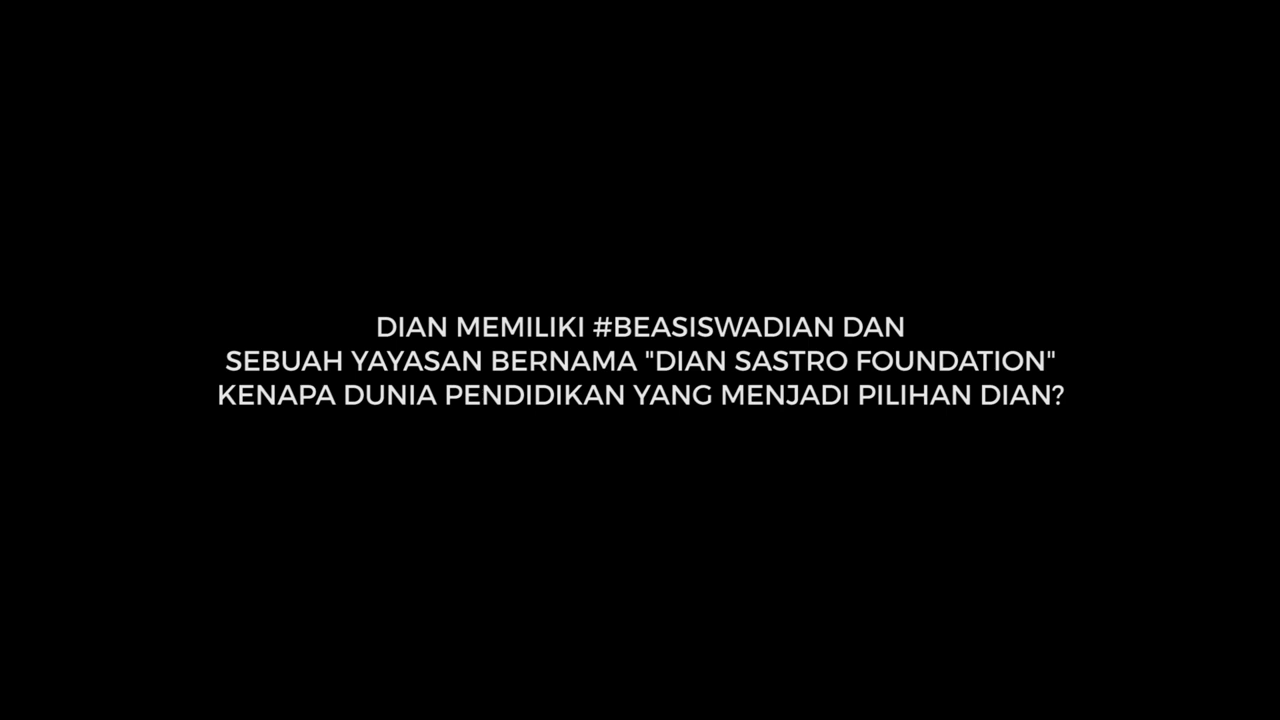 DIAN MEMILIKI #BEASISWADIAN DAN
SEBUAH YAYASAN BERNAMA "DIAN SASTRO FOUNDATION"
KENAPA DUNIA PENDIDIKAN YANG MENJADI PILIHAN DIAN?